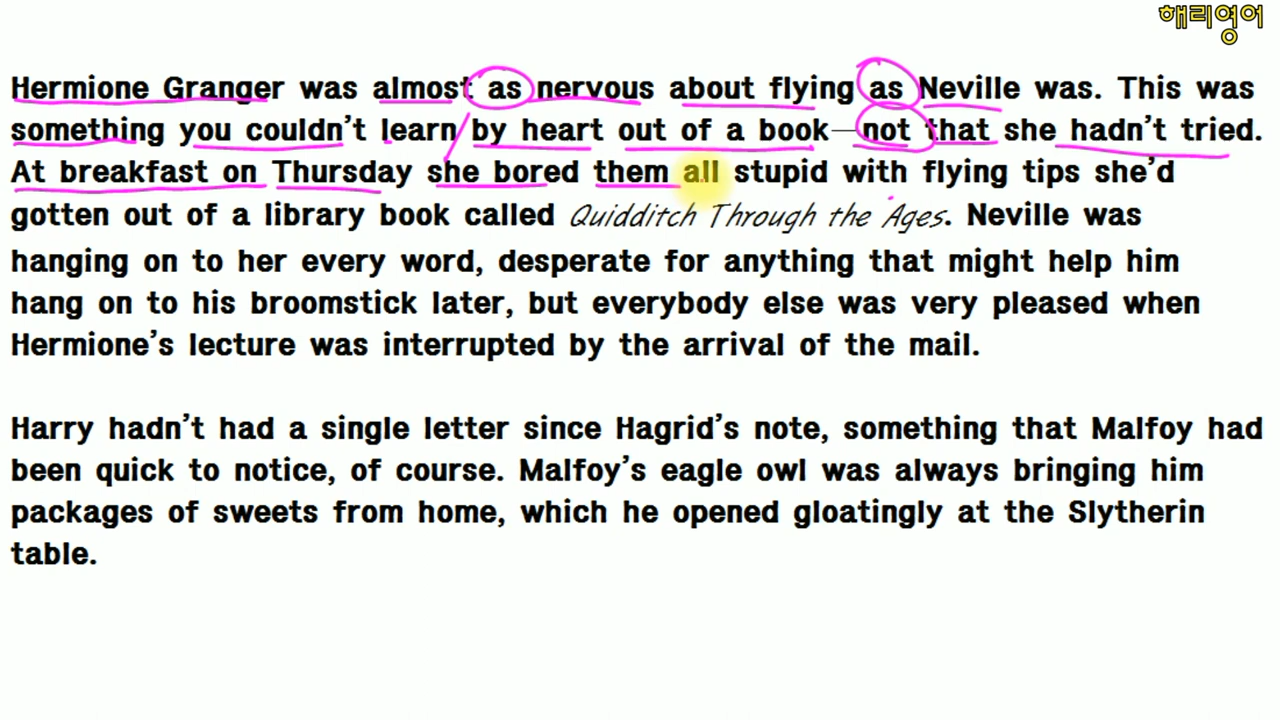 해리영어
Hermione Granger was almost as nervous about flying as Neville was. This was
something you couldn't learn by heart out of a book—not that she hadn't tried.
At breakfast on Thursday she bored them all stupid with flying tips she'd
gotten out of a library book called Quidditch Through the Ages. Neville was
hanging on to her every word, desperate for anything that might help him
hang on to his broomstick later, but everybody else was very pleased when
Hermione's lecture was interrupted by the arrival of the mail.
Harry hadn't had a single letter since Hagrid's note, something that Malfoy had
been quick to notice, of course. Malfoy's eagle owl was always bringing him
packages of sweets from home, which he opened gloatingly at the Slytherin
table.